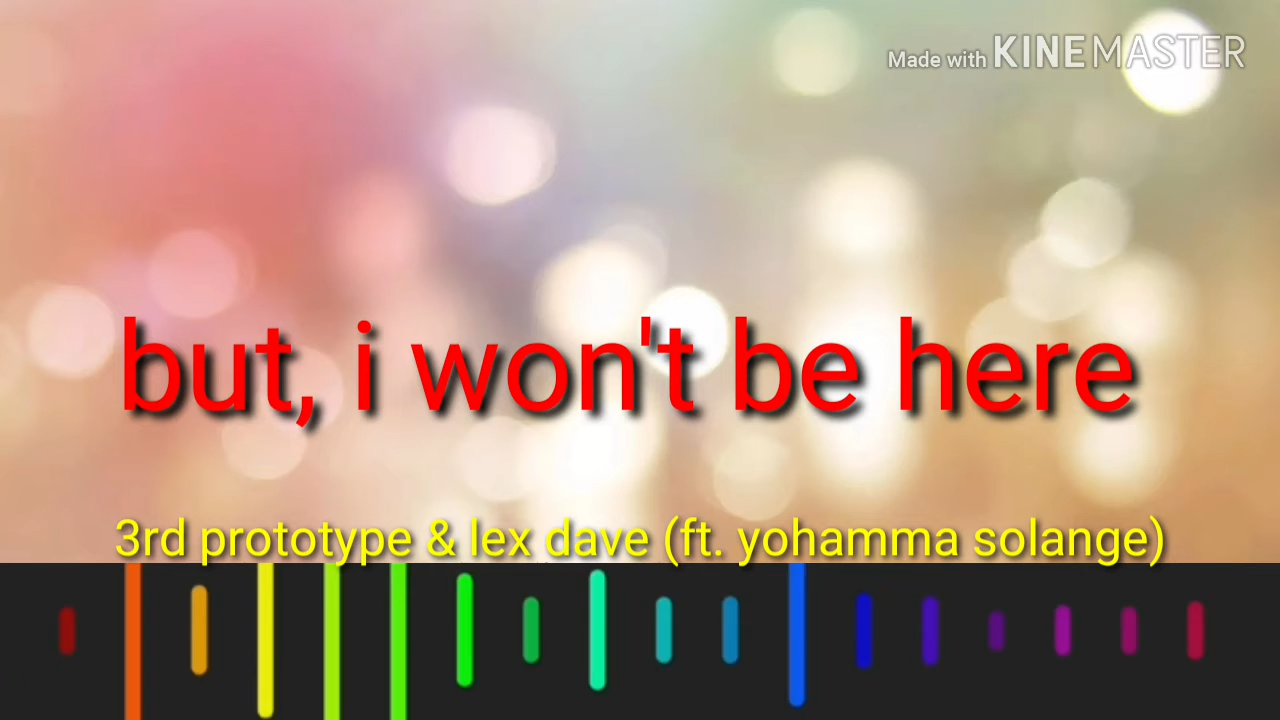 Made with KINEMASTER
but, i won't be here
3rd prototype & lex dave (ft. yohamma solange)